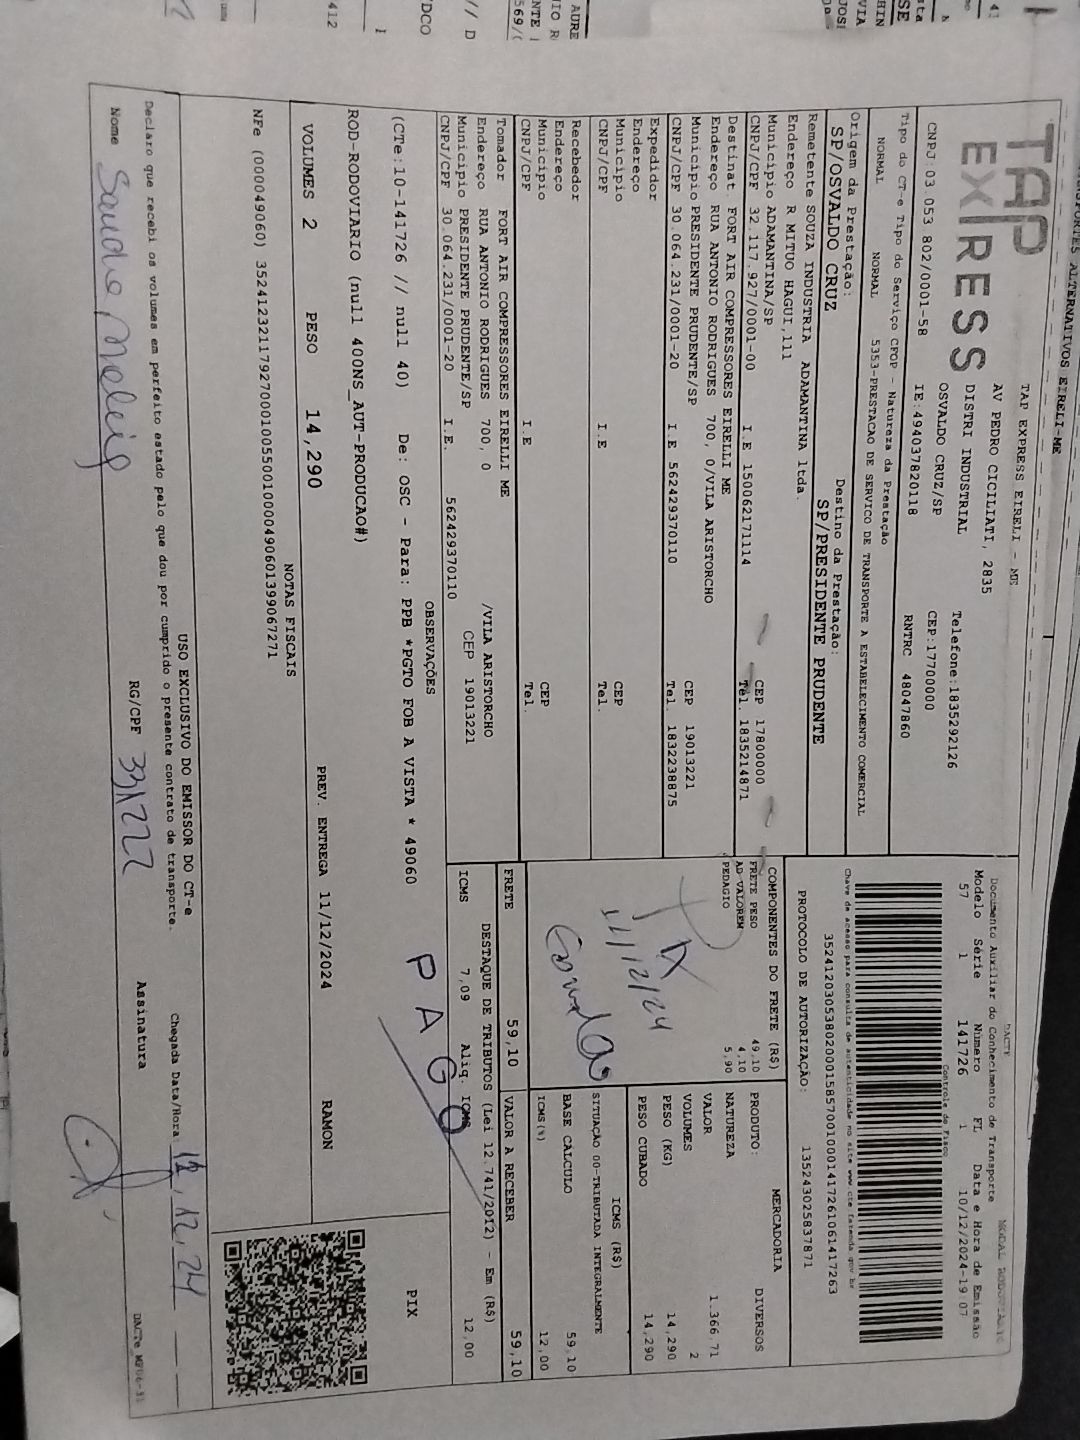 TAP
EXPRESS
TAP EXPRESS EIRELI - ME
AV PEDRO CICILIATI, 2835
DISTRI INDUSTRIAL
OSVALDO CRUZ/SP
Telefone:1835292126
CEP:17700000
CNPJ:03.053 802/0001-58
IE:494037820118
RNTRC 48047860
Tipo do CT-e Tipo do Serviço CFOP - Natureza da Prestação
NORMAL NORMAL 5353-PRESTACAO DE SERVICO DE TRANSPORTE A ESTABELECIMENTO COMERCIAL
Origem da Prestação: Destino da Prestação:
SP/OSVALDO CRUZ SP/PRESIDENTE PRUDENTE
Documento Auxiliar do Conhecimento de Transporte
Modelo Série Número FL Data e Hora de Emissão
57 1 141726 1 10/12/2024-19:07
Controle do Fisco
Chave de acesso para consulta de autenticidade no site www cte fazenda gov br
35241203053802000158570010001417261061417263
PROTOCOLO DE AUTORIZAÇÃO: 135243025837871
Remetente SOUZA INDUSTRIA ADAMANTINA ltda.
Endereço R MITUO HAGUI,111
Município ADAMANTINA/SP CEP 17800000
CNPJ/CPF 32.117.927/0001-00 I.E 150062171114 Tel. 1835214871
Destinat FORT AIR COMPRESSORES EIRELLI ME
Endereço RUA ANTONIO RODRIGUES 700, 0/VILA ARISTORCHO
Município PRESIDENTE PRUDENTE/SP CEP 19013221
CNPJ/CPF 30.064.231/0001-20 I.E 562429370110 Tel. 1832238875
Expedidor
Endereço
Município CEP
CNPJ/CPF I.E Tel.
Recebedor
Endereço
Município CEP
CNPJ/CPF I.E Tel.
Tomador FORT AIR COMPRESSORES EIRELLI ME
Endereço RUA ANTONIO RODRIGUES 700, 0 /VILA ARISTORCHO
Município PRESIDENTE PRUDENTE/SP CEP 19013221
CNPJ/CPF 30.064.231/0001-20 I.E. 562429370110
COMPONENTES DO FRETE (R$)
FRETE PESO 49,10
AD VALOREM 4,10
PEDAGIO 5,90
11/12/24
FRETE 59,10
MERCADORIA
PRODUTO: DIVERSOS
NATUREZA
VALOR 1.366,71
VOLUMES 2
PESO (KG) 14,290
PESO CUBADO 14,290
ICMS (R$)
SITUAÇÃO 00-TRIBUTADA INTEGRALMENTE
BASE CALCULO 59,10
ICMS(%) 12,00
VALOR A RECEBER 59,10
DESTAQUE DE TRIBUTOS (Lei 12.741/2012) - Em (R$)
ICMS 7,09 Aliq. ICMS 12,00
OBSERVAÇÕES
(CTe:10-141726 // null 40) De: OSC - Para: PPB *PGTO FOB A VISTA * 49060
ROD-RODOVIARIO (null 400NS_AUT-PRODUCAO#)
PAGO
PIX
VOLUMES 2 PESO 14,290 PREV. ENTREGA 11/12/2024 RAMON
NOTAS FISCAIS
NFe (000049060) 35241232117927000100550010000490601399067271
USO EXCLUSIVO DO EMISSOR DO CT-e
Declaro que recebi os volumes em perfeito estado pelo que dou por cumprido o presente contrato de transporte.
Chegada Data/Hora: 12, 12, 24
Nome RG/CPF Assinatura